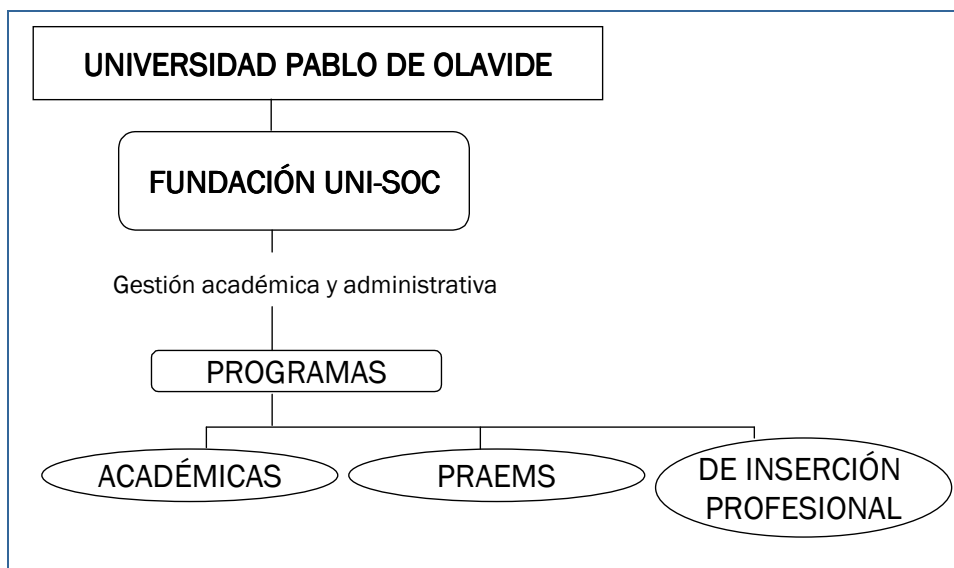 UNIVERSIDAD PABLO DE OLAVIDE
FUNDACIÓN UNI-SOC
Gestión académica y administrativa
PROGRAMAS
ACADÉMICAS
PRAEMS
DE INSERCIÓN
PROFESIONAL